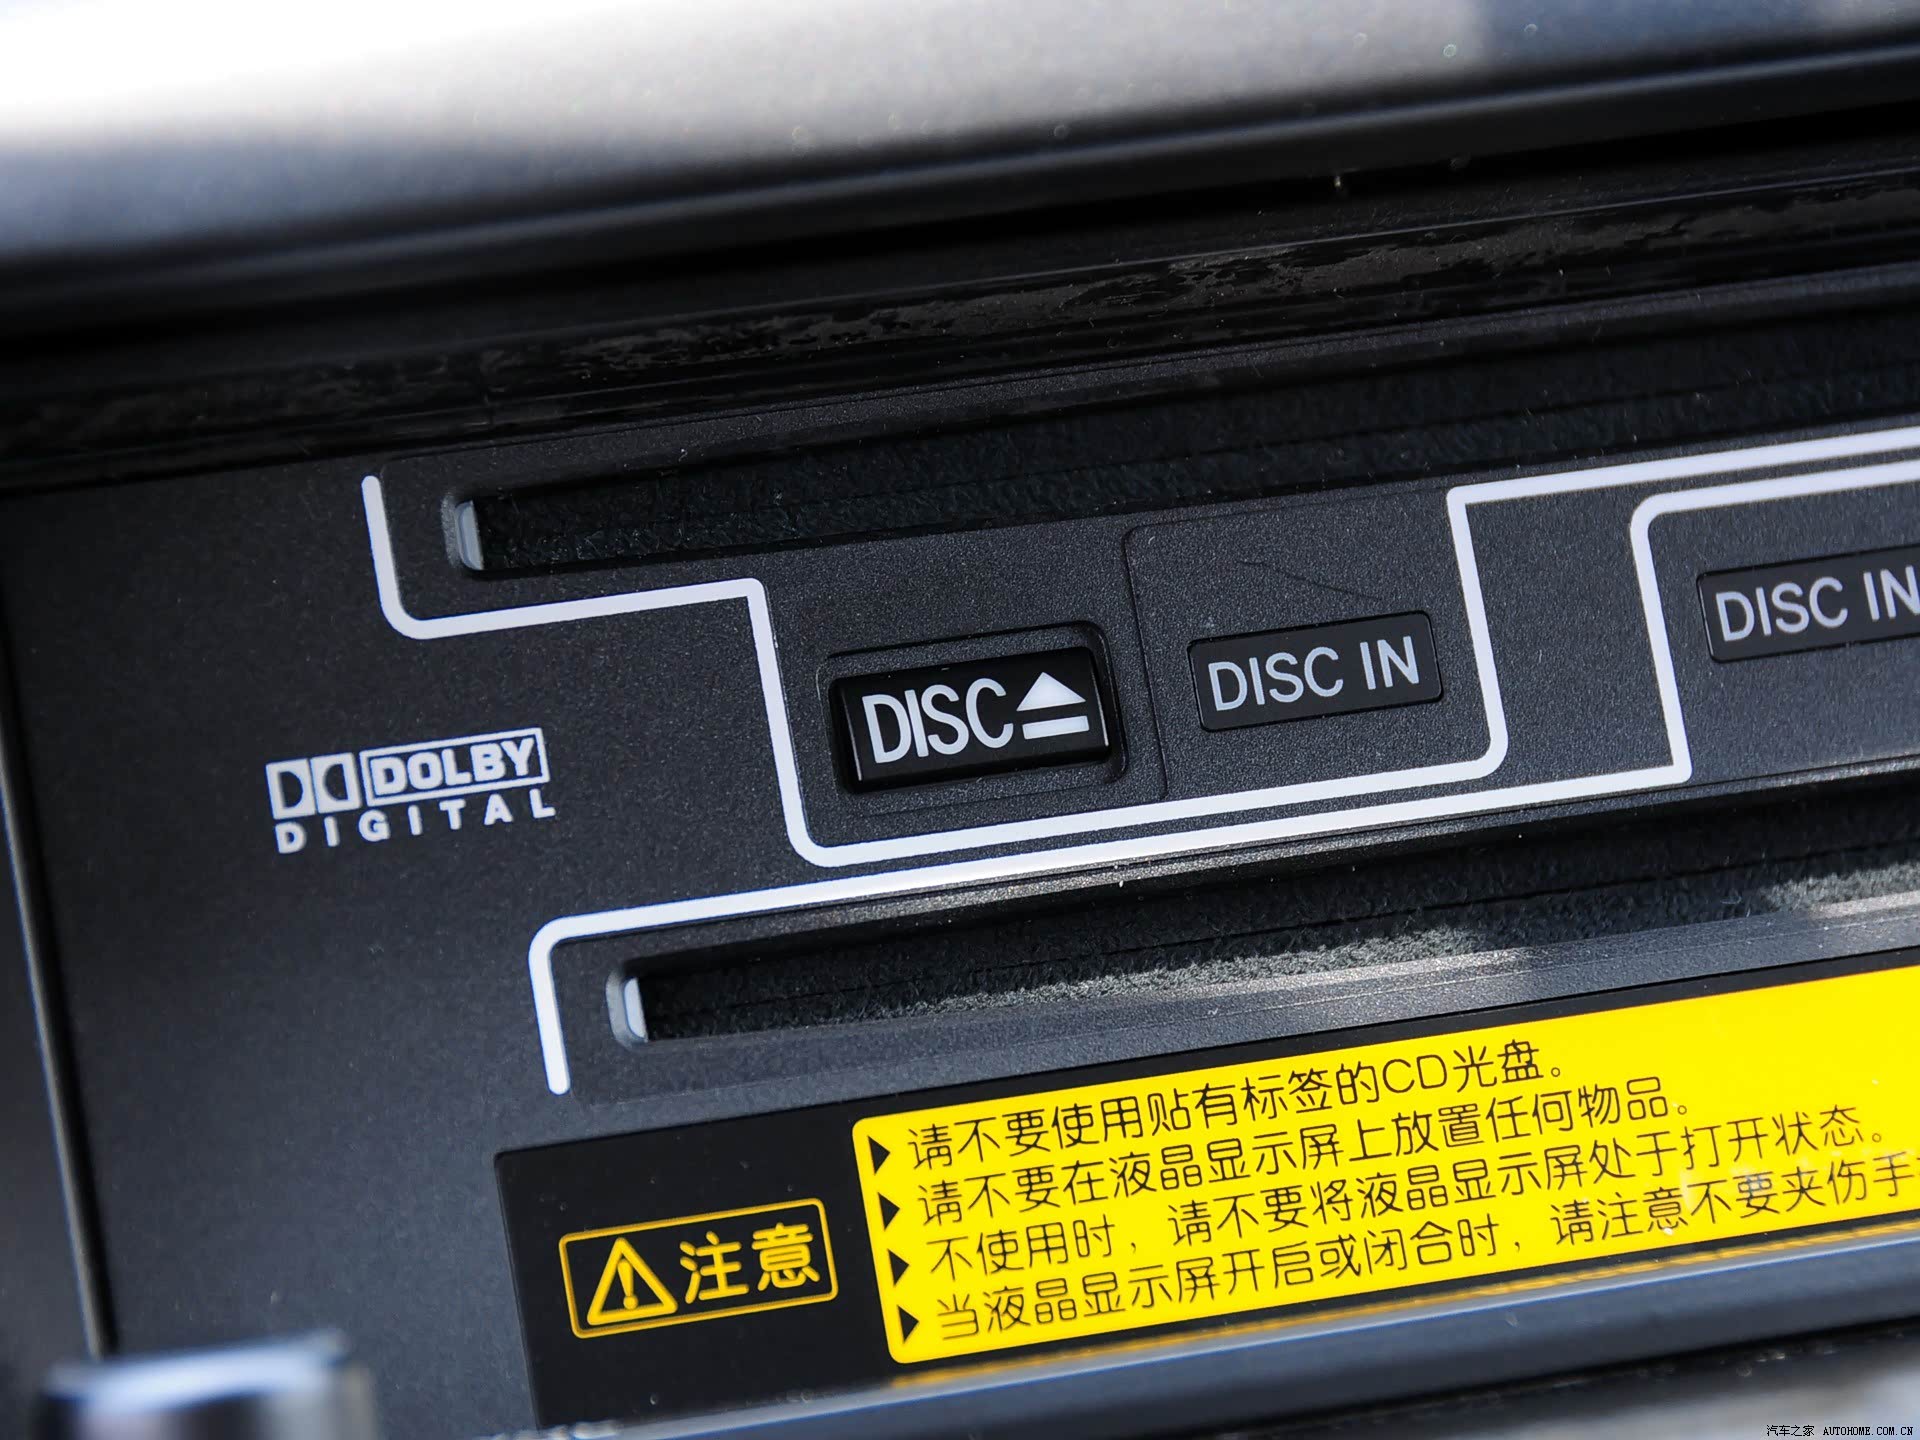 DISC IN
DISC
DISC IN
DOLBY
DIGITAL
请不要使用贴有标签的CD光盘。
请不要在液晶显示屏上放置任何物品。
不使用时，请不要将液晶显示屏处于打开状态。
当液晶显示屏开启或闭合时，请注意不要夹伤手
注意
汽车之家 AUTOHOME.COM.CN